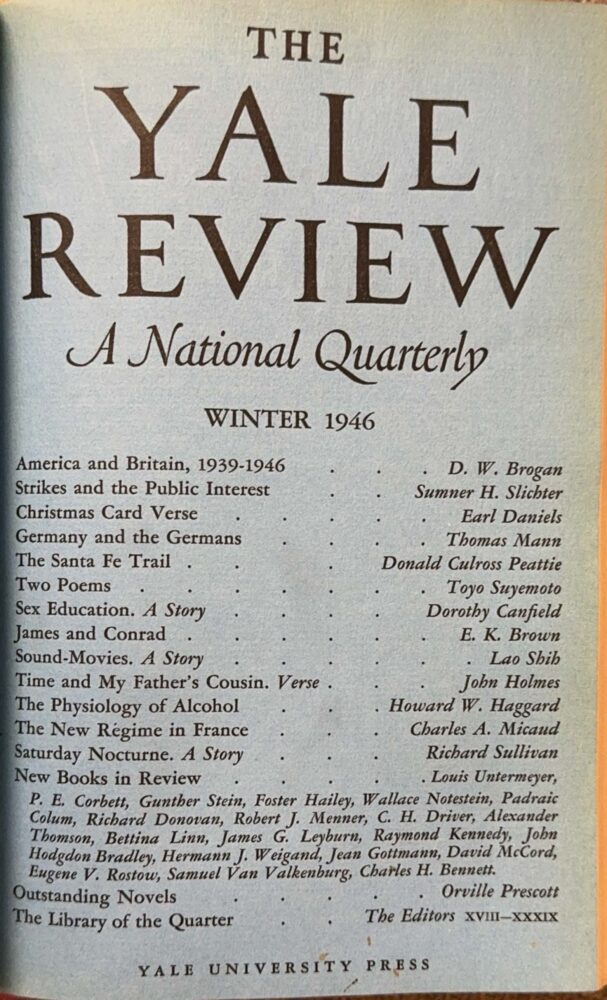 THE
YALE
REVIEW
A National Quarterly
WINTER 1946
America and Britain, 1939-1946 . . . D. W. Brogan
Strikes and the Public Interest . . Sumner H. Slichter
Christmas Card Verse . . . . . Earl Daniels
Germany and the Germans . . . . Thomas Mann
The Santa Fe Trail . . . Donald Culross Peattie
Two Poems . . . . . . Toyo Suyemoto
Sex Education. A Story . . . . Dorothy Canfield
James and Conrad . . . . . . E. K. Brown
Sound-Movies. A Story . . . . . Lao Shih
Time and My Father's Cousin. Verse . . . John Holmes
The Physiology of Alcohol . . . Howard W. Haggard
The New Régime in France . . . Charles A. Micaud
Saturday Nocturne. A Story . . . Richard Sullivan
New Books in Review . . . . . Louis Untermeyer,
P. E. Corbett, Gunther Stein, Foster Hailey, Wallace Notestein, Padraic
Colum, Richard Donovan, Robert J. Menner, C. H. Driver, Alexander
Thomson, Bettina Linn, James G. Leyburn, Raymond Kennedy, John
Hodgdon Bradley, Hermann J. Weigand, Jean Gottmann, David McCord,
Eugene V. Rostow, Samuel Van Valkenburg, Charles H. Bennett.
Outstanding Novels . . . . . Orville Prescott
The Library of the Quarter . . The Editors XVIII–XXXIX
YALE UNIVERSITY PRESS